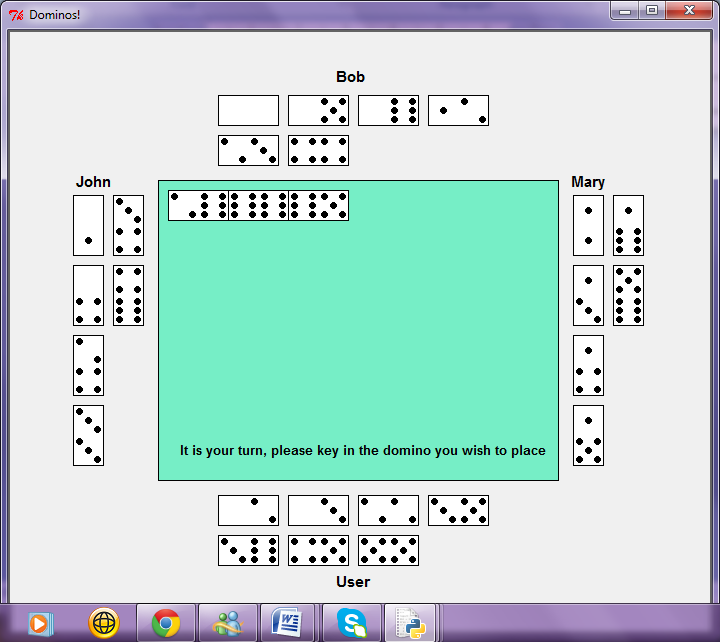 Dominos!
Bob
John
Mary
It is your turn, please key in the domino you wish to place
User